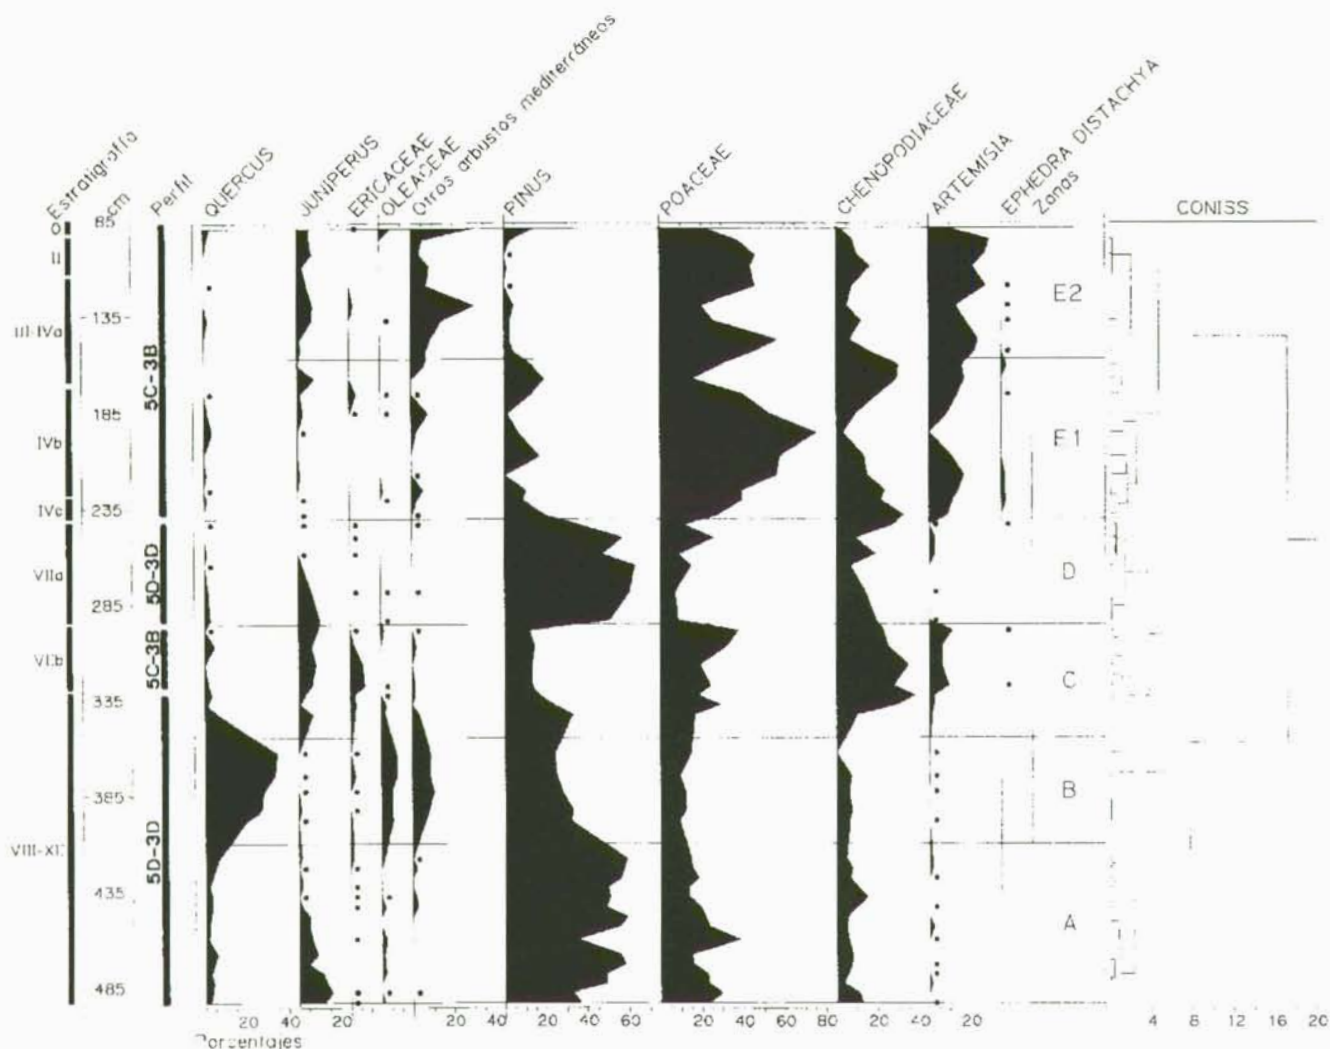 Estratigrafía
cm
Perfil
QUERCUS
JUNIPERUS
ERICACEAE
OLEACEAE
Otros arbustos mediterráneos
PINUS
POACEAE
CHENOPODIACEAE
ARTEMISIA
EPHEDRA DISTACHYA
Zonas
CONISS
0
II
III-IVa
IVb
IVc
VIIa
VIIb
VIII-XII
85
135
185
235
285
335
385
435
485
5C-3B
5D-3D
5C-3B
5D-3D
E2
E1
D
C
B
A
20 40 20 20 40 20 40 60 20 40 60 80 20 40 20 4 8 12 16 20
Porcentajes